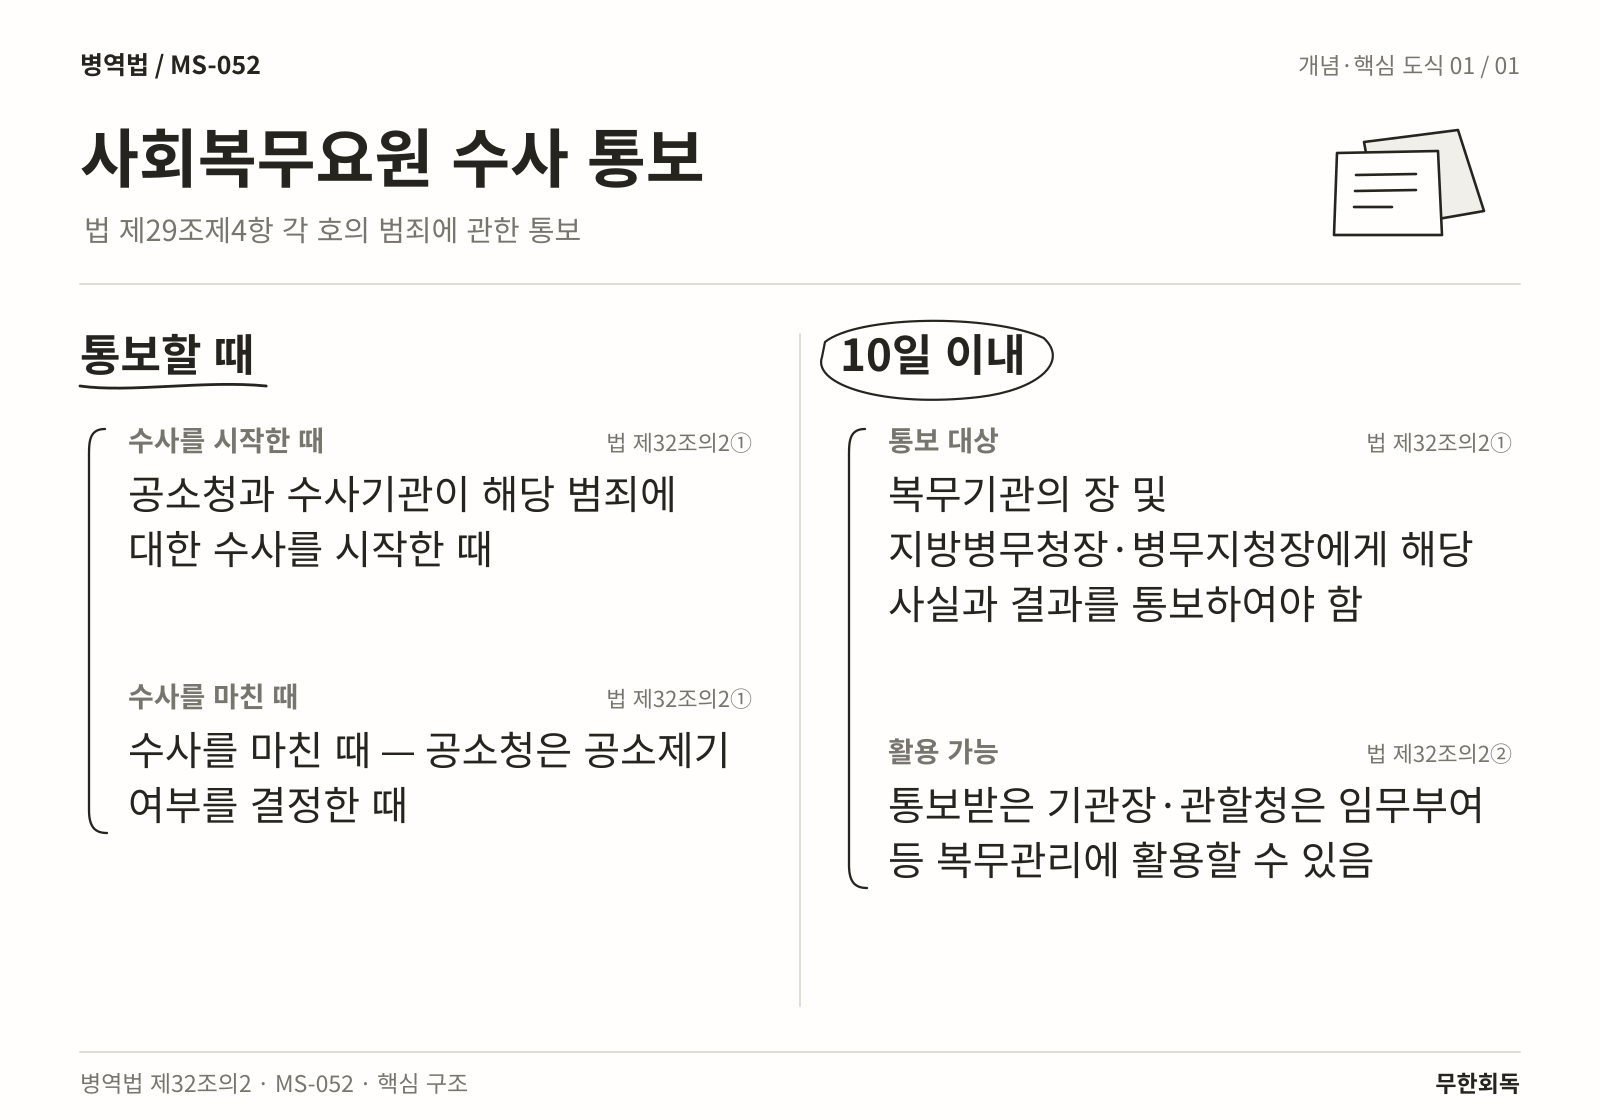 병역법 / MS-052
개념·핵심 도식 01 / 01
사회복무요원 수사 통보
법 제29조제4항 각 호의 범죄에 관한 통보
통보할 때
수사를 시작한 때
법 제32조의2①
공소청과 수사기관이 해당 범죄에
대한 수사를 시작한 때
수사를 마친 때
법 제32조의2①
수사를 마친 때 — 공소청은 공소제기
여부를 결정한 때
10일 이내
통보 대상
법 제32조의2①
복무기관의 장 및
지방병무청장·병무지청장에게 해당
사실과 결과를 통보하여야 함
활용 가능
법 제32조의2②
통보받은 기관장·관할청은 임무부여
등 복무관리에 활용할 수 있음
병역법 제32조의2 · MS-052 · 핵심 구조
무한회독